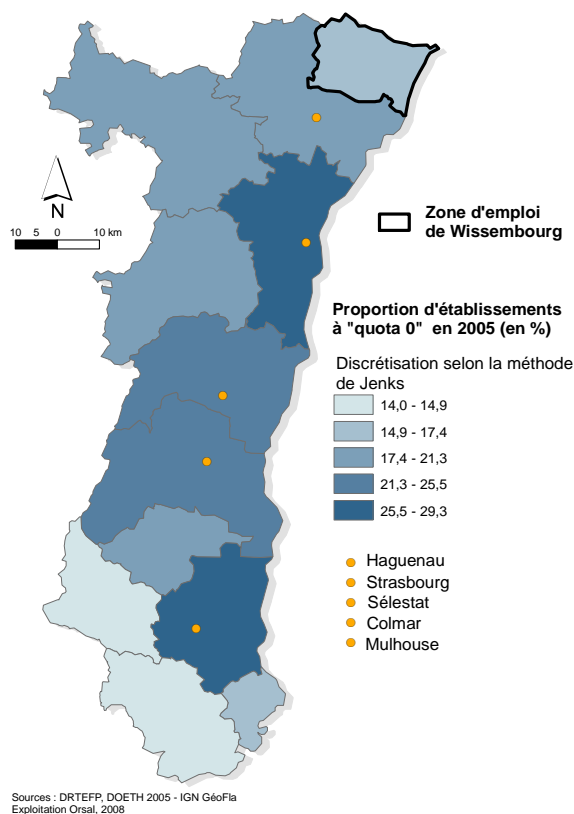 N
10 5 0 10 km
Zone d'emploi
de Wissembourg
Proportion d'établissements
à "quota 0" en 2005 (en %)
Discrétisation selon la méthode
de Jenks
14,0 - 14,9
14,9 - 17,4
17,4 - 21,3
21,3 - 25,5
25,5 - 29,3
Haguenau
Strasbourg
Sélestat
Colmar
Mulhouse
Sources : DRTEFP, DOETH 2005 - IGN GéoFla
Exploitation Orsal, 2008